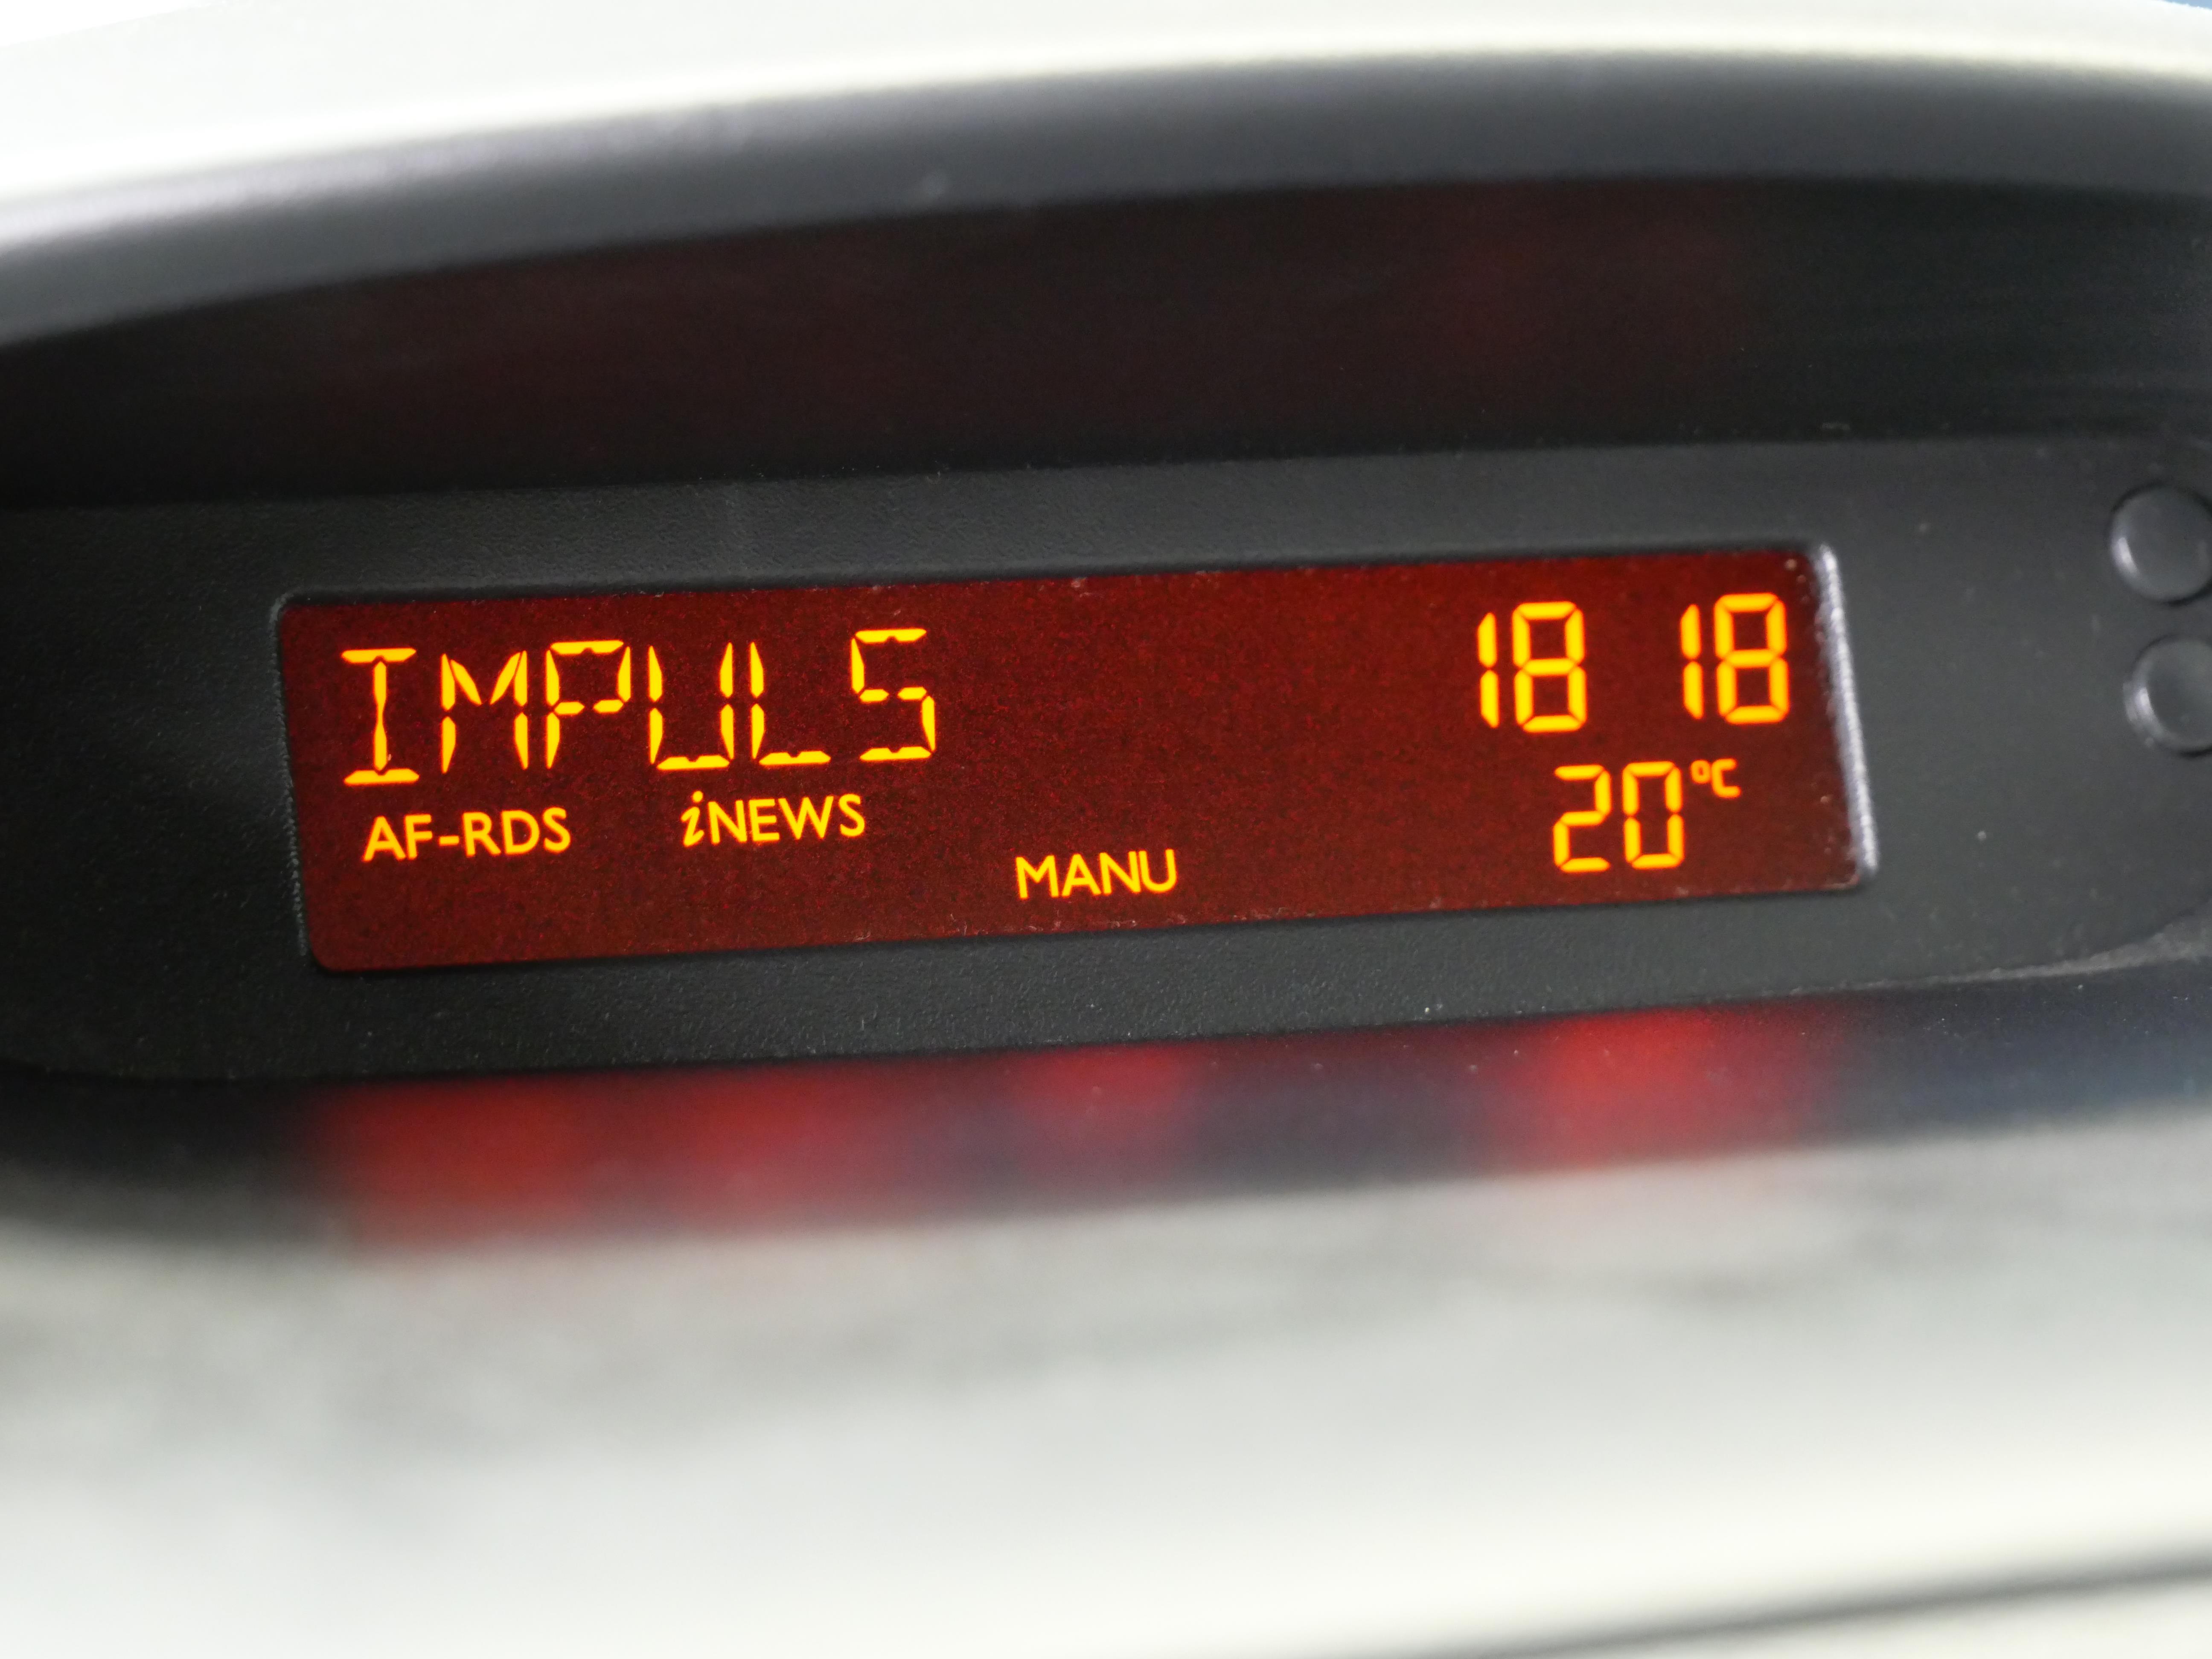 IMPULS 18 18
AF-RDS iNEWS 20°C
MANU